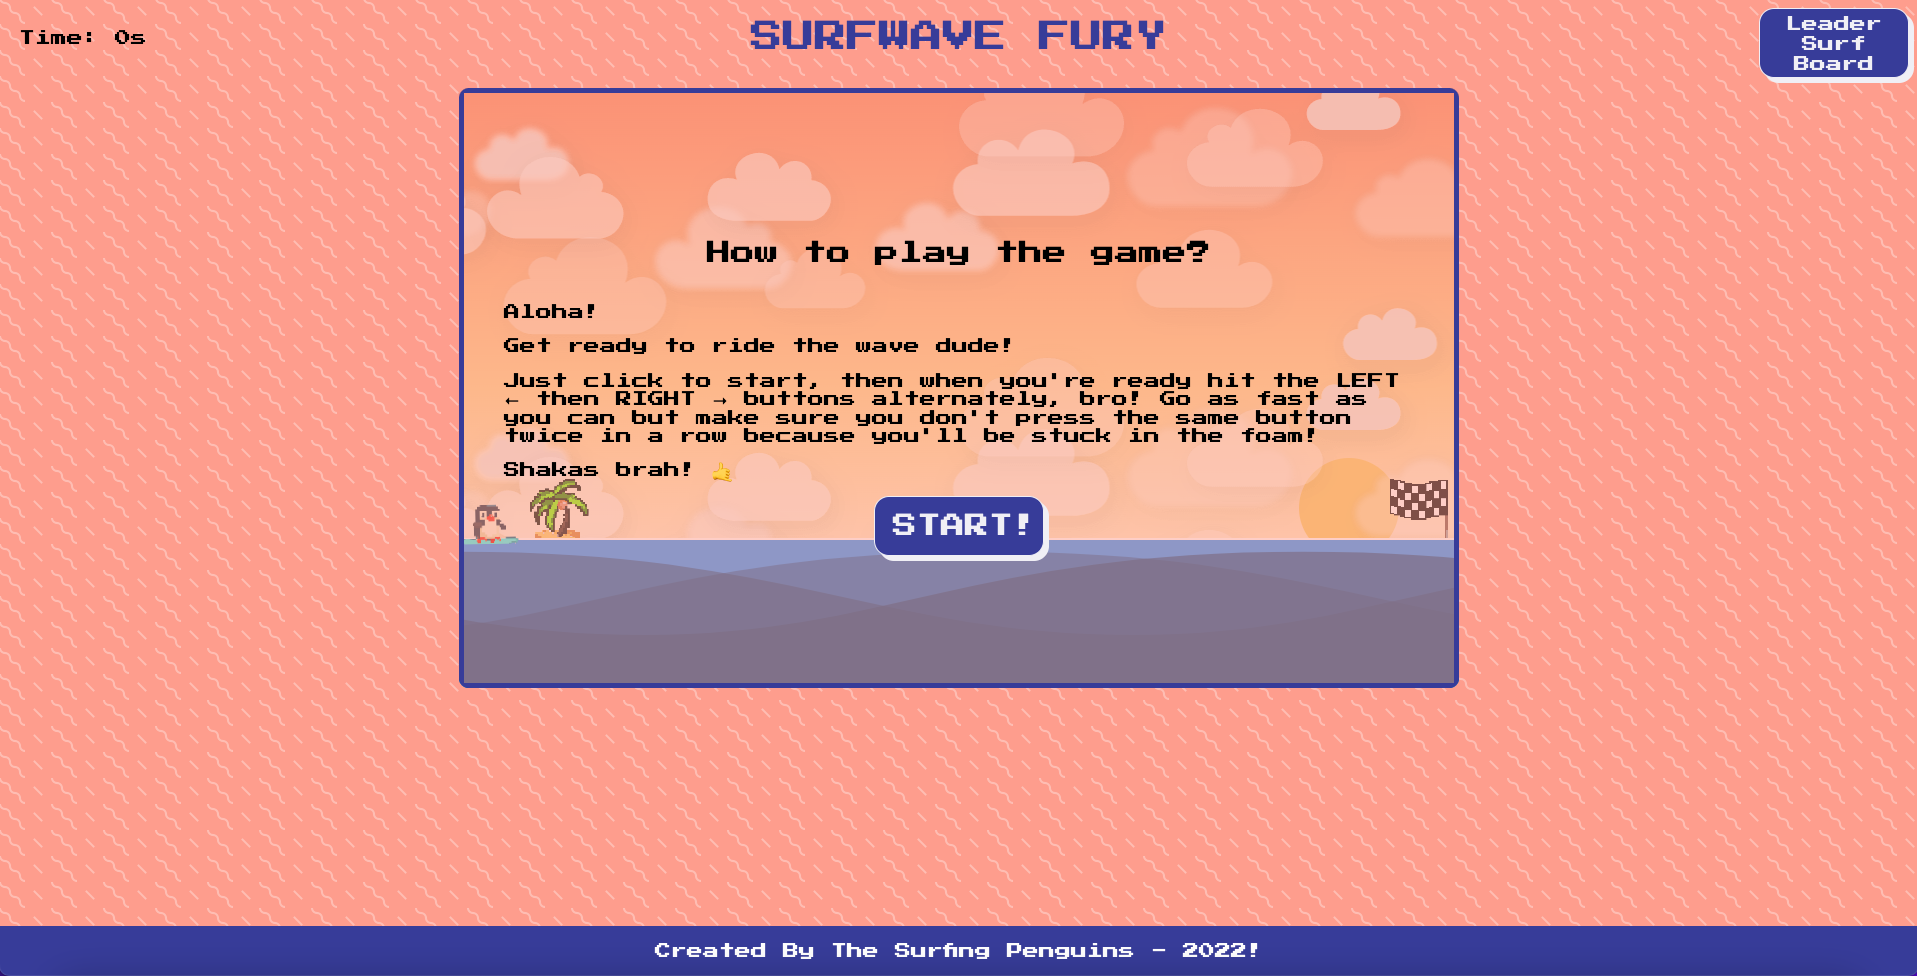 Time: 0s
SURFWAVE FURY
Leader
Surf
Board
How to play the game?
Aloha!
Get ready to ride the wave dude!
Just click to start, then when you're ready hit the LEFT
← then RIGHT → buttons alternately, bro! Go as fast as
you can but make sure you don't press the same button
twice in a row because you'll be stuck in the foam!
Shakas brah! 🤙
START!
Created By The Surfing Penguins - 2022!